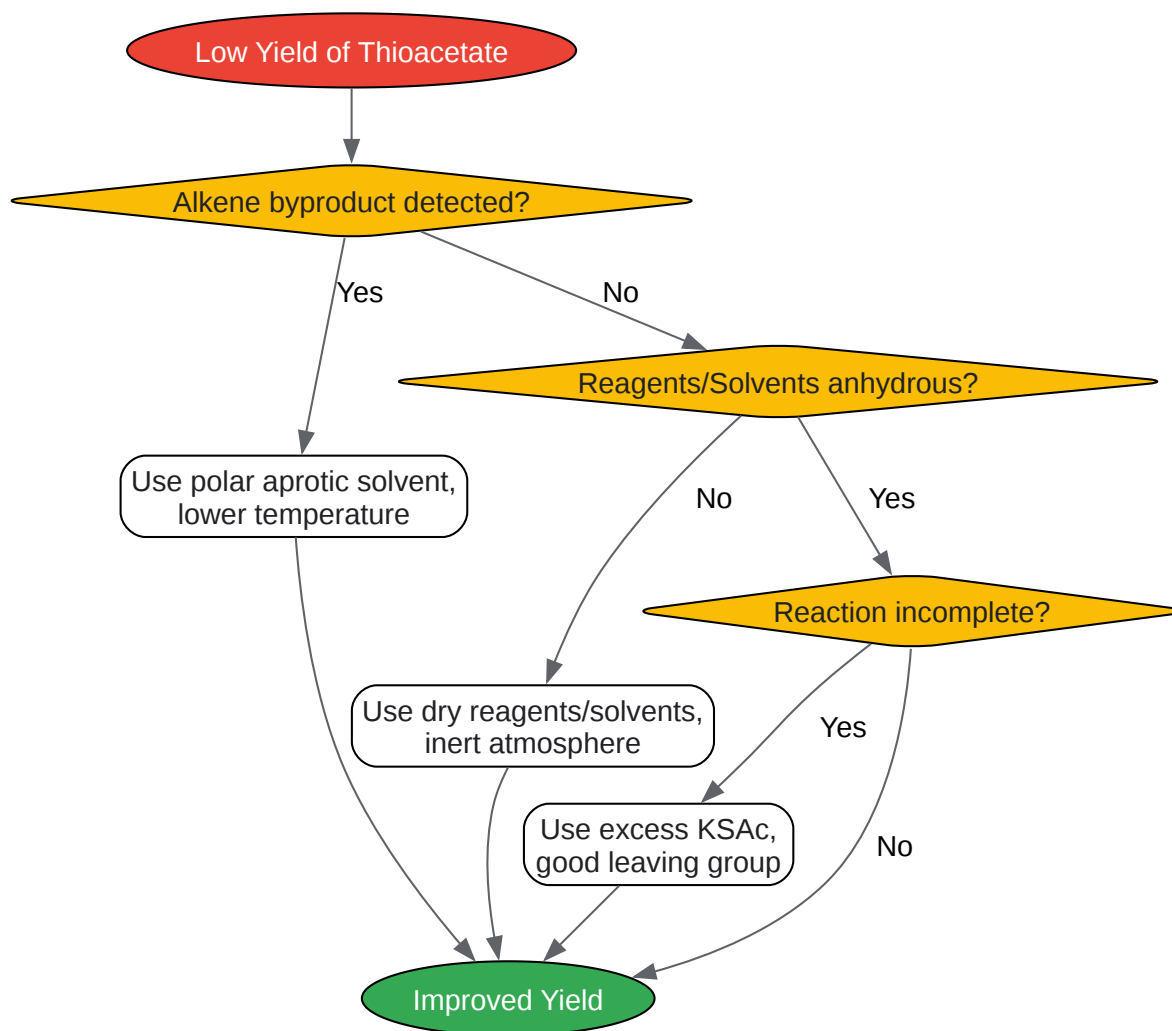 Low Yield of Thioacetate
Alkene byproduct detected?
Yes
No
Reagents/Solvents anhydrous?
Use polar aprotic solvent,
lower temperature
No
Yes
Reaction incomplete?
Use dry reagents/solvents,
inert atmosphere
Yes
Use excess KSAc,
good leaving group
No
Improved Yield